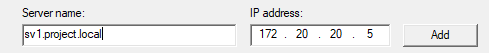 Server name: IP address:
sv1.project.local 172 . 20 . 20 . 5 Add